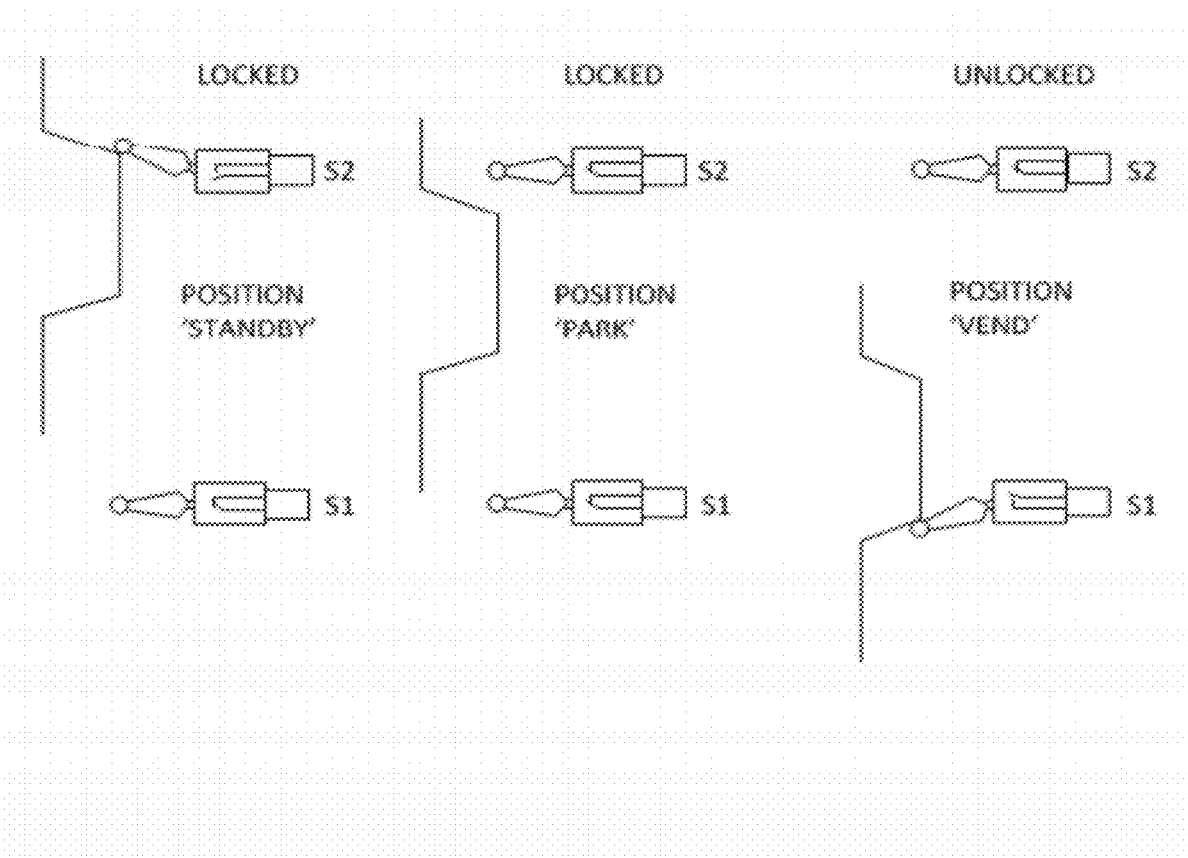 LOCKED
LOCKED
UNLOCKED
S2
S2
S2
POSITION
'STANDBY'
POSITION
'PARK'
POSITION
'VEND'
S1
S1
S1